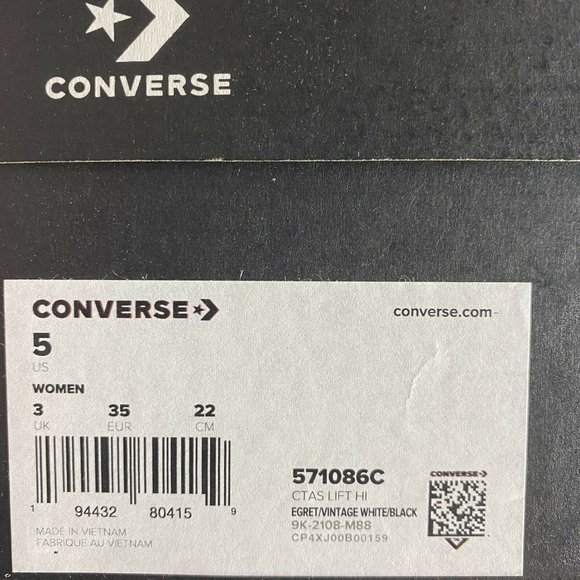 CONVERSE
CONVERSE
converse.com
5
US
WOMEN
3 35 22
UK EUR CM
1 94432 80415 9
571086C
CTAS LIFT HI
EGRET/VINTAGE WHITE/BLACK
9K-2108-M88
CP4XJ00B00159
CONVERSE
MADE IN VIETNAM
FABRIQUE AU VIETNAM